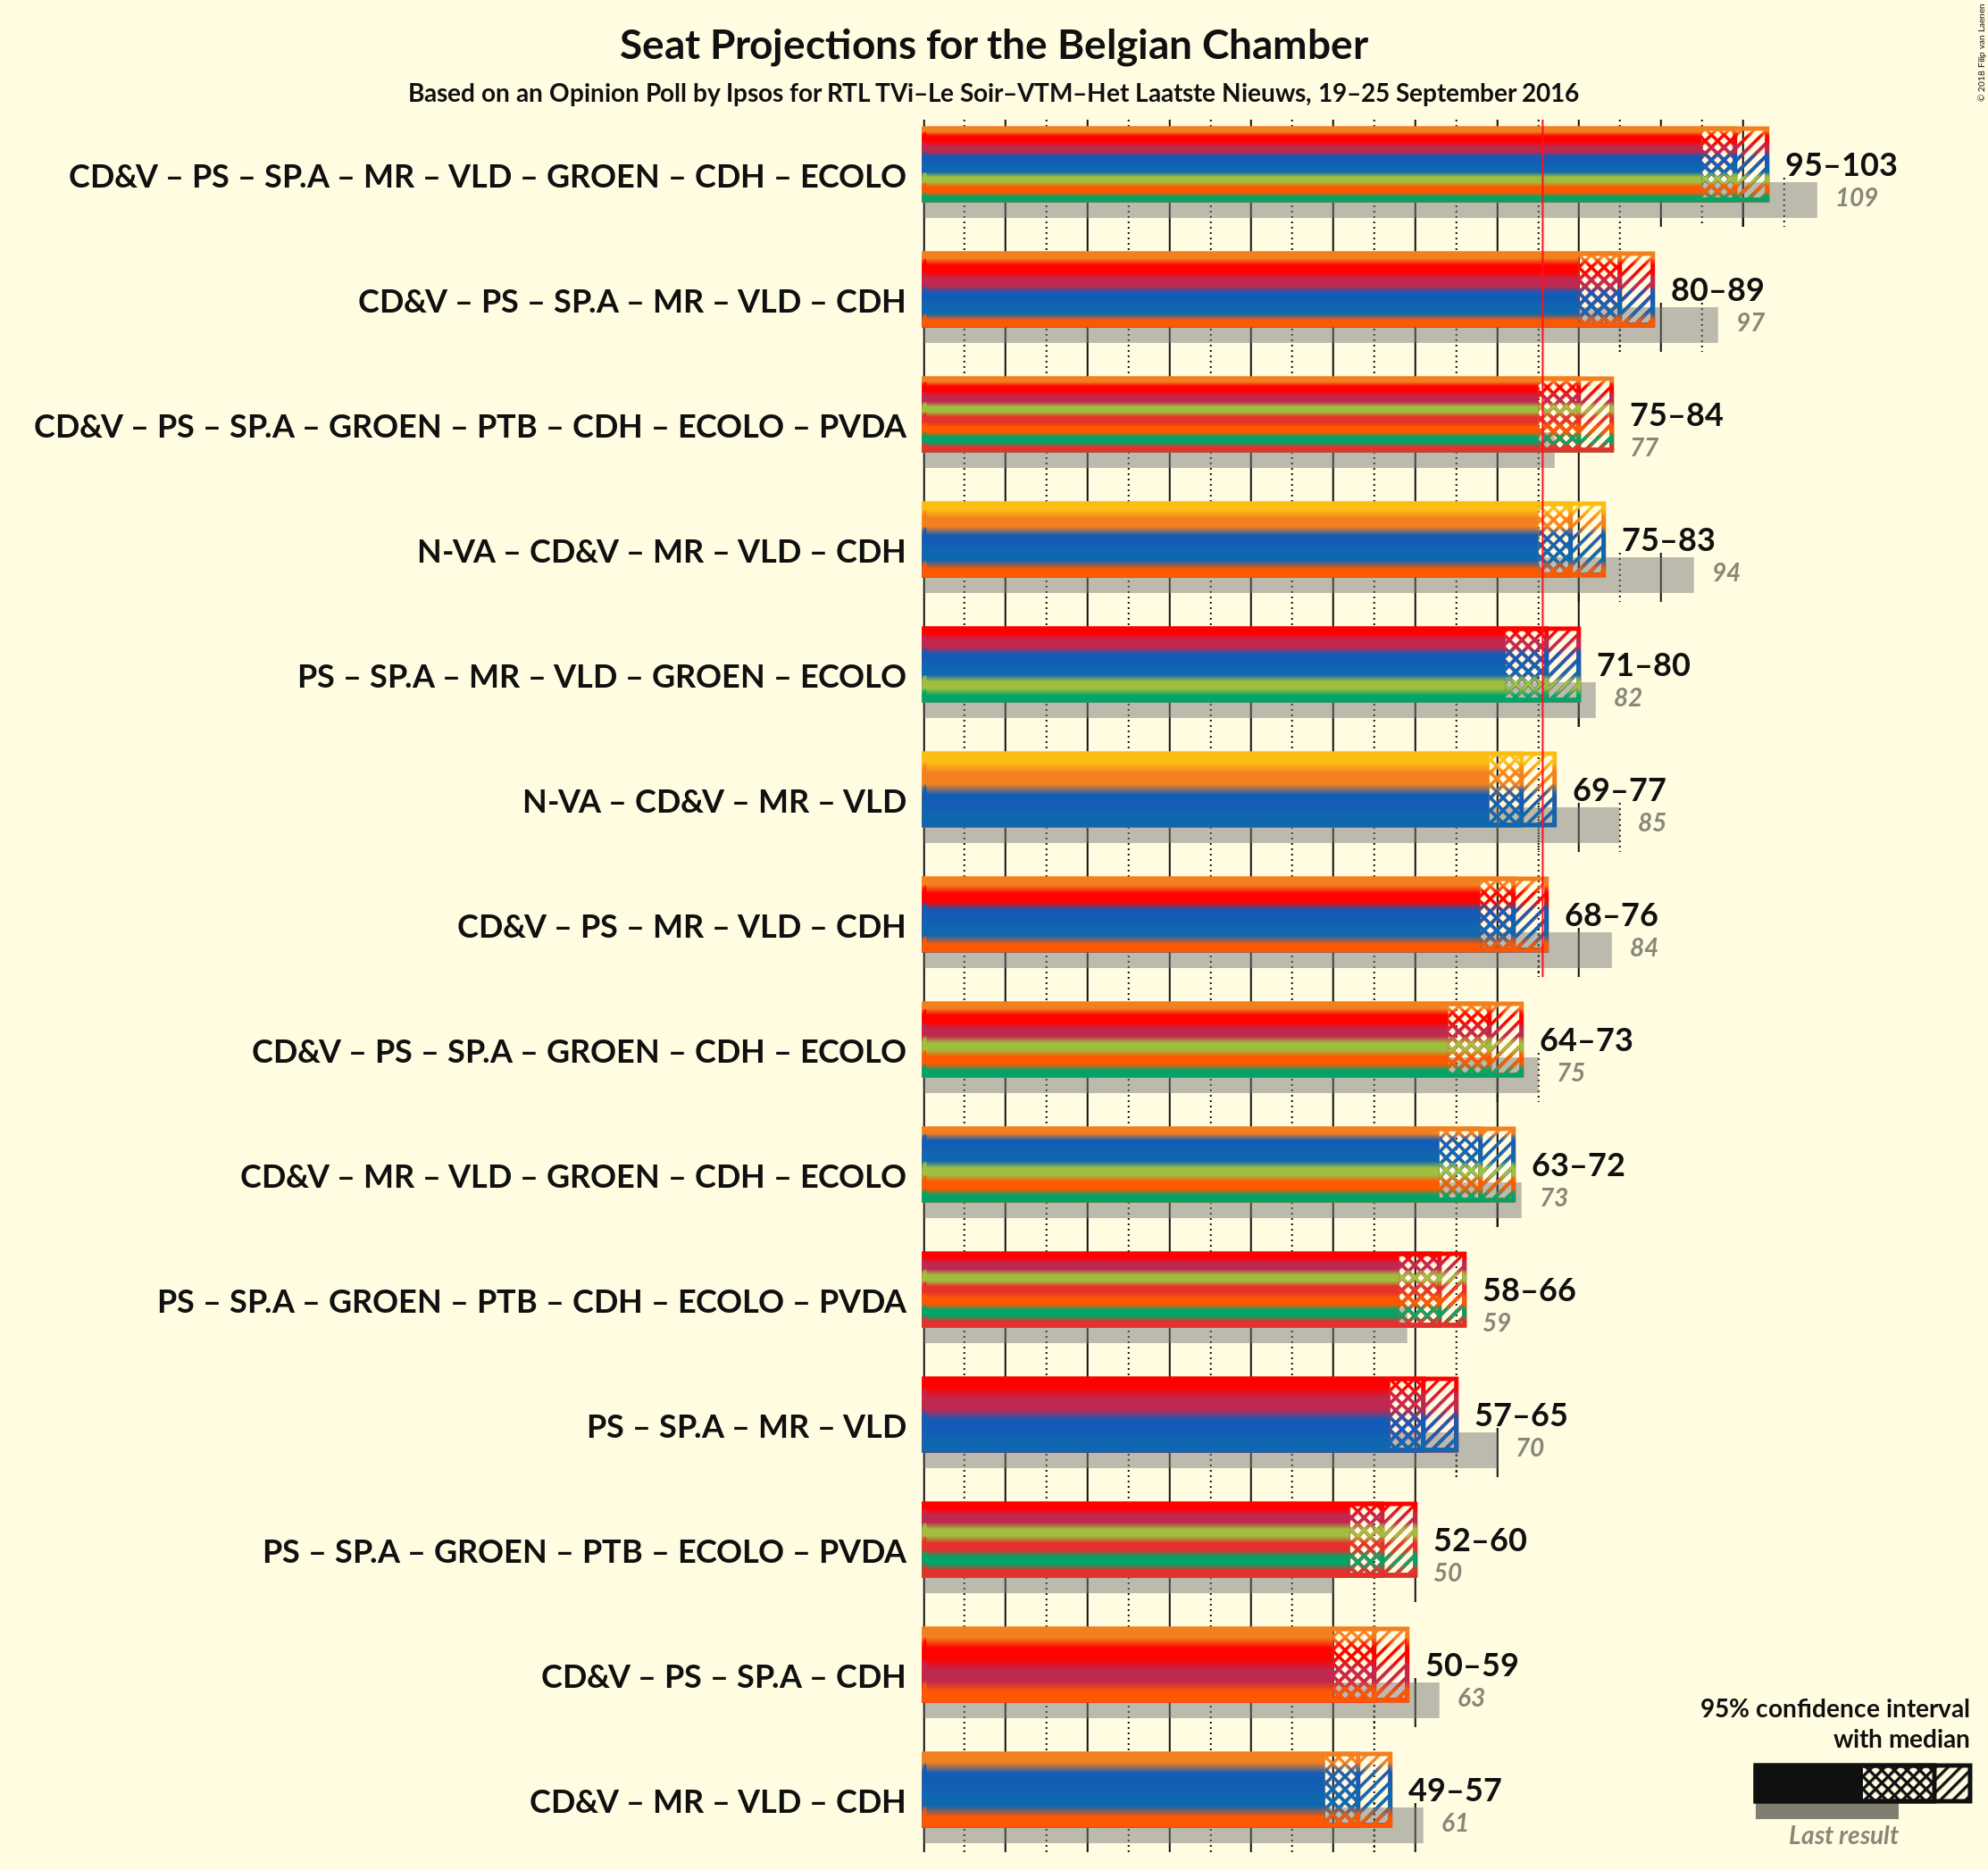 Seat Projections for the Belgian Chamber
Based on an Opinion Poll by Ipsos for RTL TVi–Le Soir–VTM–Het Laatste Nieuws, 19–25 September 2016
© 2018 Filip van Laenen
CD&V – PS – SP.A – MR – VLD – GROEN – CDH – ECOLO
95–103
109
CD&V – PS – SP.A – MR – VLD – CDH
80–89
97
CD&V – PS – SP.A – GROEN – PTB – CDH – ECOLO – PVDA
75–84
77
N-VA – CD&V – MR – VLD – CDH
75–83
94
PS – SP.A – MR – VLD – GROEN – ECOLO
71–80
82
N-VA – CD&V – MR – VLD
69–77
85
CD&V – PS – MR – VLD – CDH
68–76
84
CD&V – PS – SP.A – GROEN – CDH – ECOLO
64–73
75
CD&V – MR – VLD – GROEN – CDH – ECOLO
63–72
73
PS – SP.A – GROEN – PTB – CDH – ECOLO – PVDA
58–66
59
PS – SP.A – MR – VLD
57–65
70
PS – SP.A – GROEN – PTB – ECOLO – PVDA
52–60
50
CD&V – PS – SP.A – CDH
50–59
63
CD&V – MR – VLD – CDH
49–57
61
95% confidence interval
with median
Last result